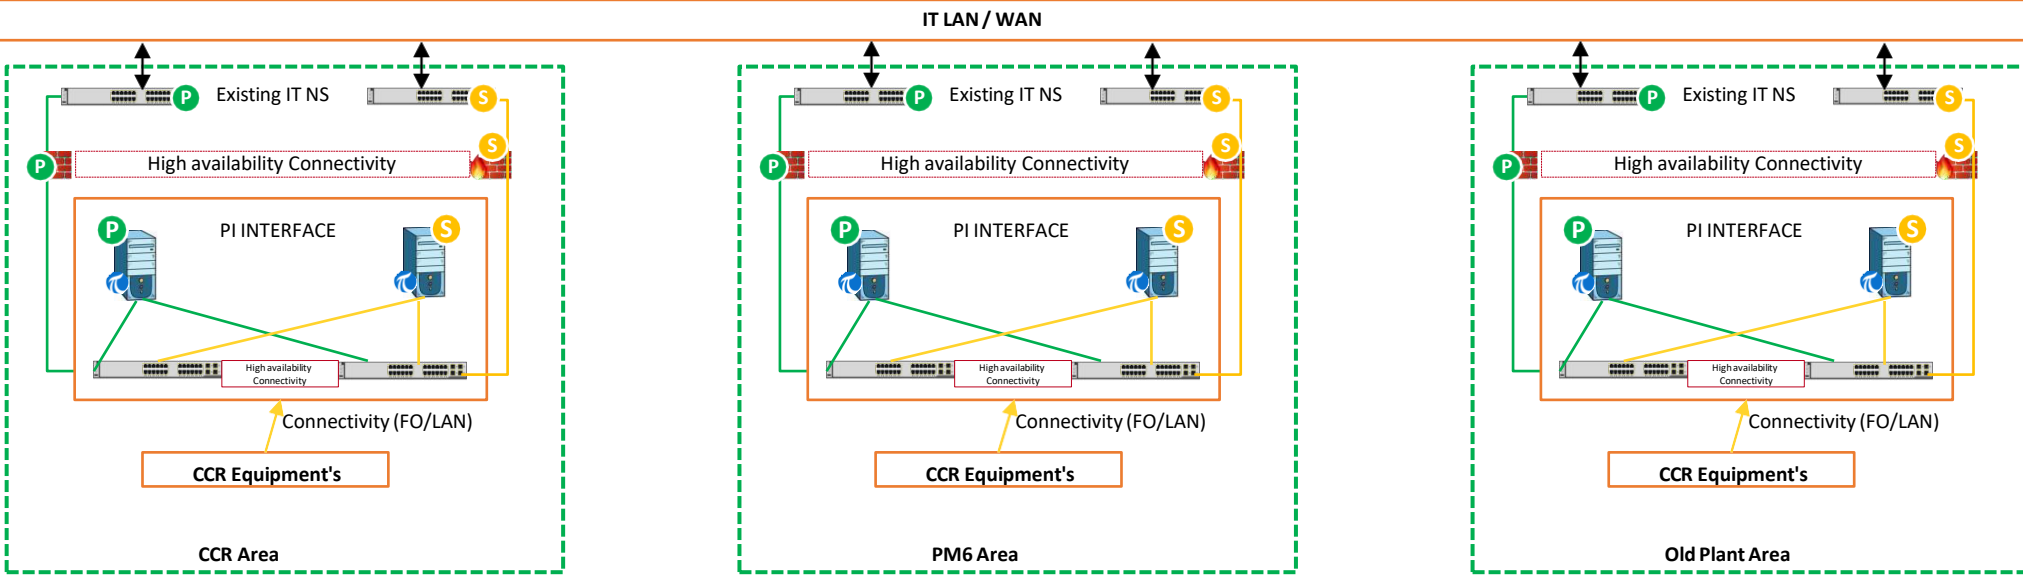 IT LAN / WAN
P
Existing IT NS
S
P
High availability Connectivity
S
P
PI INTERFACE
S
High availability
Connectivity
Connectivity (FO/LAN)
CCR Equipment's
CCR Area
P
Existing IT NS
S
P
High availability Connectivity
S
P
PI INTERFACE
S
High availability
Connectivity
Connectivity (FO/LAN)
CCR Equipment's
PM6 Area
P
Existing IT NS
S
P
High availability Connectivity
S
P
PI INTERFACE
S
High availability
Connectivity
Connectivity (FO/LAN)
CCR Equipment's
Old Plant Area